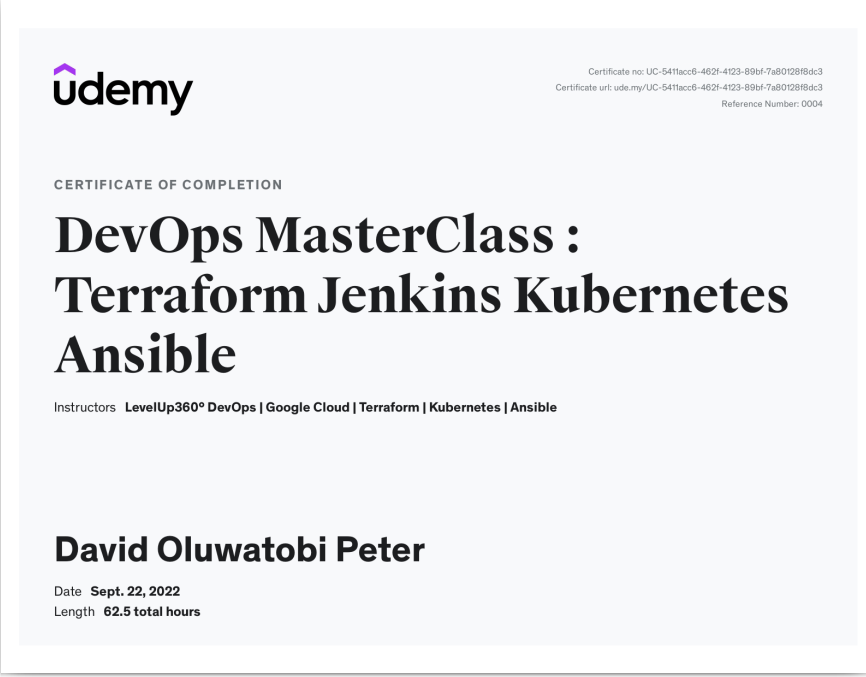 udemy
Certificate no: UC-5411acc6-462f-4123-89bf-7a80128f8dc3
Certificate url: ude.my/UC-5411acc6-462f-4123-89bf-7a80128f8dc3
Reference Number: 0004
CERTIFICATE OF COMPLETION
DevOps MasterClass :
Terraform Jenkins Kubernetes
Ansible
Instructors LevelUp360° DevOps | Google Cloud | Terraform | Kubernetes | Ansible
David Oluwatobi Peter
Date Sept. 22, 2022
Length 62.5 total hours